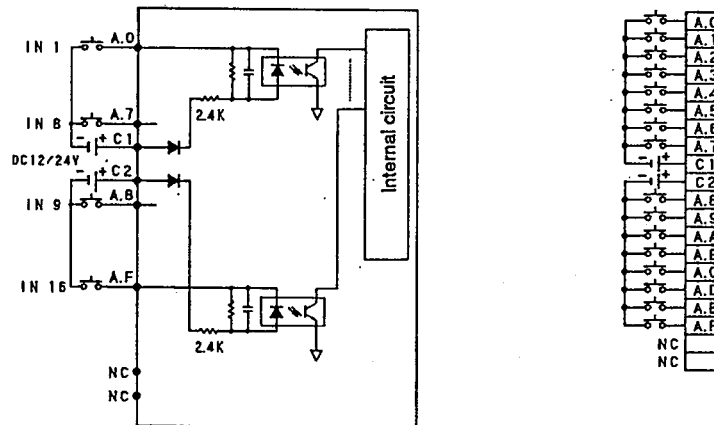 IN 1
A.0
IN 8
A.7
- + C1
DC12/24V
- + C2
A.8
IN 9
IN 16
A.F
2.4K
2.4K
Internal circuit
NC
NC
A.0
A.1
A.2
A.3
A.4
A.5
A.6
A.7
- + C1
- + C2
A.8
A.9
A.A
A.B
A.C
A.D
A.E
A.F
NC
NC